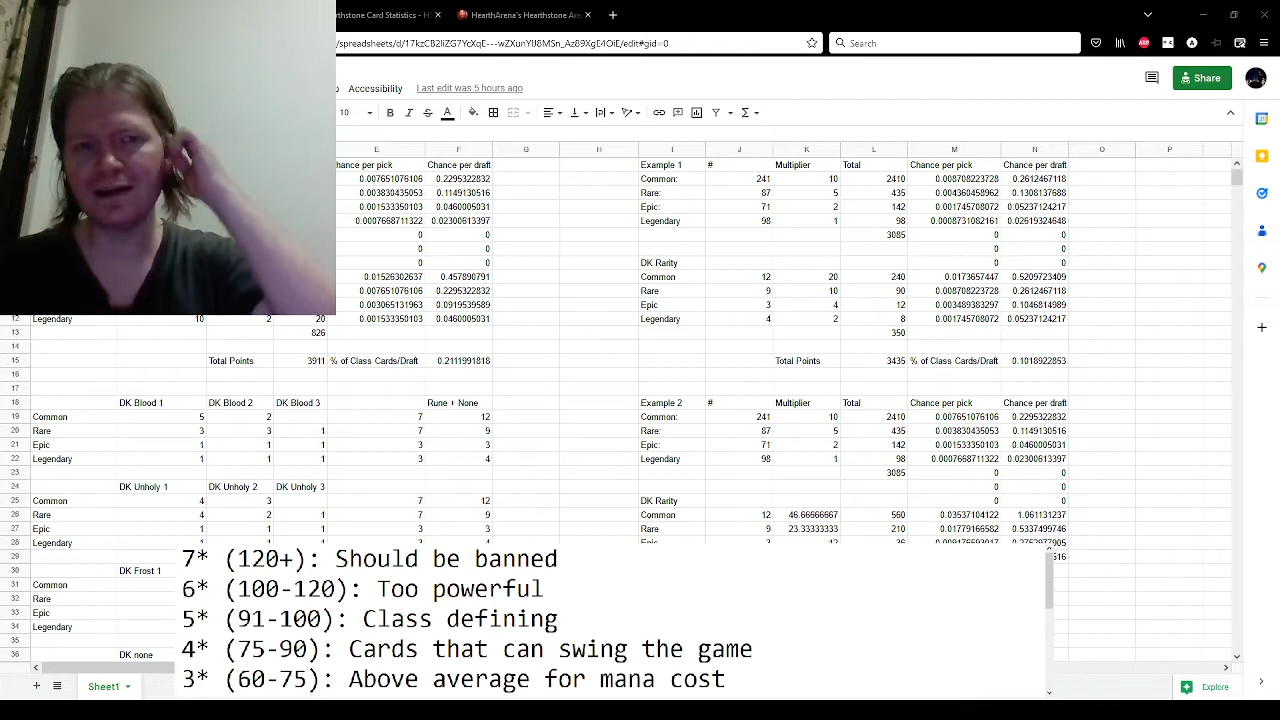 rthstone Card Statistics - HS
HearthArena's Hearthstone Are
/spreadsheets/d/17kzCB2IiZG7YcXqE---wZXunYlJ8MSn_Az89XgE4OiE/edit#gid=0
Search
Accessibility Last edit was 5 hours ago Share
10 B I S A
E F G H I J K L M N O P
hance per pick Chance per draft Example 1 # Multiplier Total Chance per pick Chance per draft
0.007651076106 0.2295322832 Common: 241 10 2410 0.008708223728 0.2612467118
0.003830435053 0.1149130516 Rare: 87 5 435 0.004360458962 0.1308137688
0.001533350103 0.0460005031 Epic: 71 2 142 0.001745708072 0.05237124217
0.0007668711322 0.02300613397 Legendary 98 1 98 0.0008731082161 0.02619324648
0 0 3085 0 0
0 0 0 0
0 0 DK Rarity 0 0
0.01526302637 0.457890791 Common 12 20 240 0.0173657447 0.5209723409
0.007651076106 0.2295322832 Rare 9 10 90 0.008708223728 0.2612467118
0.003065131963 0.0919539589 Epic 3 4 12 0.003489383297 0.1046814989
12 Legendary 10 2 20 0.001533350103 0.0460005031 Legendary 4 2 8 0.001745708072 0.05237124217
13 826 350
14
15 Total Points 3911 % of Class Cards/Draft 0.2111991818 Total Points 3435 % of Class Cards/Draft 0.1018922853
16
17
18 DK Blood 1 DK Blood 2 DK Blood 3 Rune + None Example 2 # Multiplier Total Chance per pick Chance per draft
19 Common 5 2 7 12 Common: 241 10 2410 0.007651076106 0.2295322832
20 Rare 3 3 1 7 9 Rare: 87 5 435 0.003830435053 0.1149130516
21 Epic 1 1 1 3 3 Epic: 71 2 142 0.001533350103 0.0460005031
22 Legendary 1 1 1 3 4 Legendary 98 1 98 0.0007668711322 0.02300613397
23 3085 0 0
24 DK Unholy 1 DK Unholy 2 DK Unholy 3 0 0
25 Common 4 3 7 12 DK Rarity 0 0
26 Rare 4 2 1 7 9 Common 12 46.66666667 560 0.03537104122 1.061131237
27 Epic 1 1 1 3 3 Rare 9 23.33333333 210 0.01779166582 0.5337499746
28 Legendary 1 1 1 3 4
29 516
30 DK Frost 1
31 Common
32 Rare
33 Epic
34 Legendary
35
36 DK none
7* (120+): Should be banned
6* (100-120): Too powerful
5* (91-100): Class defining
4* (75-90): Cards that can swing the game
3* (60-75): Above average for mana cost
Sheet1 Explore